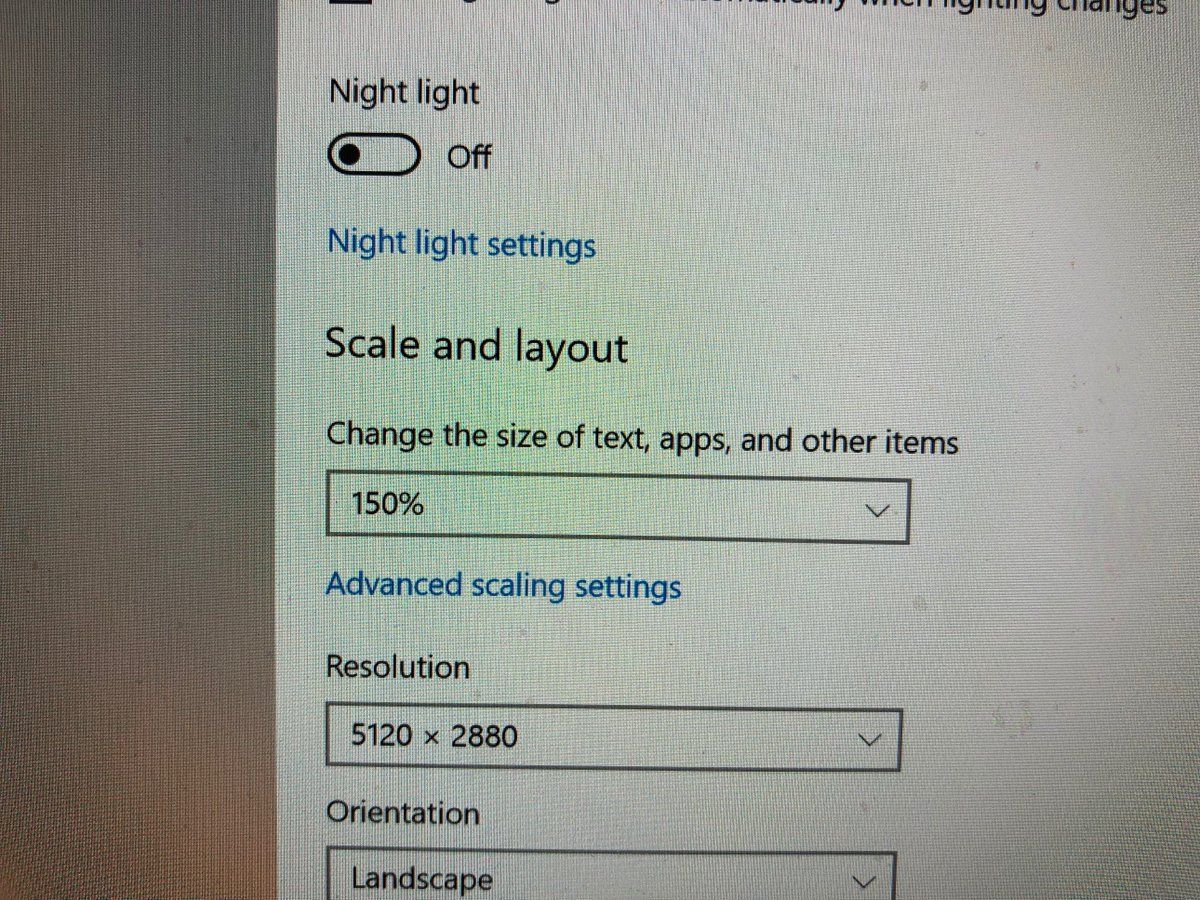 when lighting changes
Night light
Off
Night light settings
Scale and layout
Change the size of text, apps, and other items
150%
Advanced scaling settings
Resolution
5120 × 2880
Orientation
Landscape